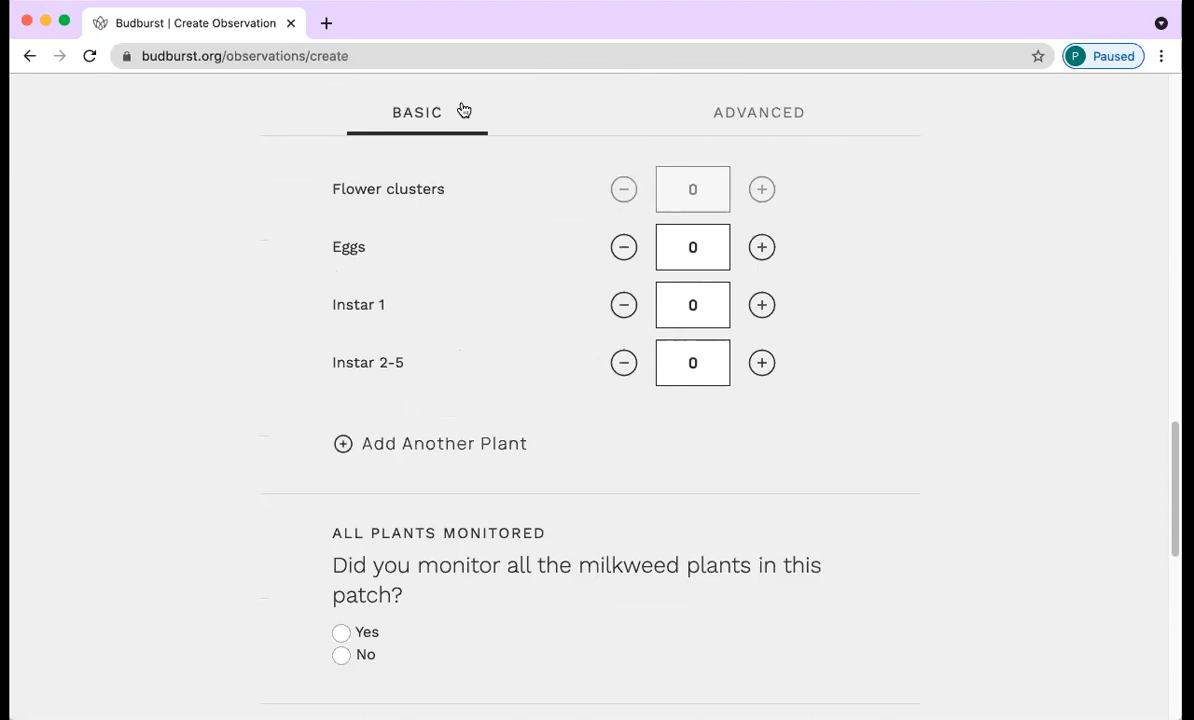 Budburst | Create Observation
budburst.org/observations/create
P Paused
BASIC
ADVANCED
Flower clusters 0
Eggs 0
Instar 1 0
Instar 2-5 0
Add Another Plant
ALL PLANTS MONITORED
Did you monitor all the milkweed plants in this
patch?
Yes
No